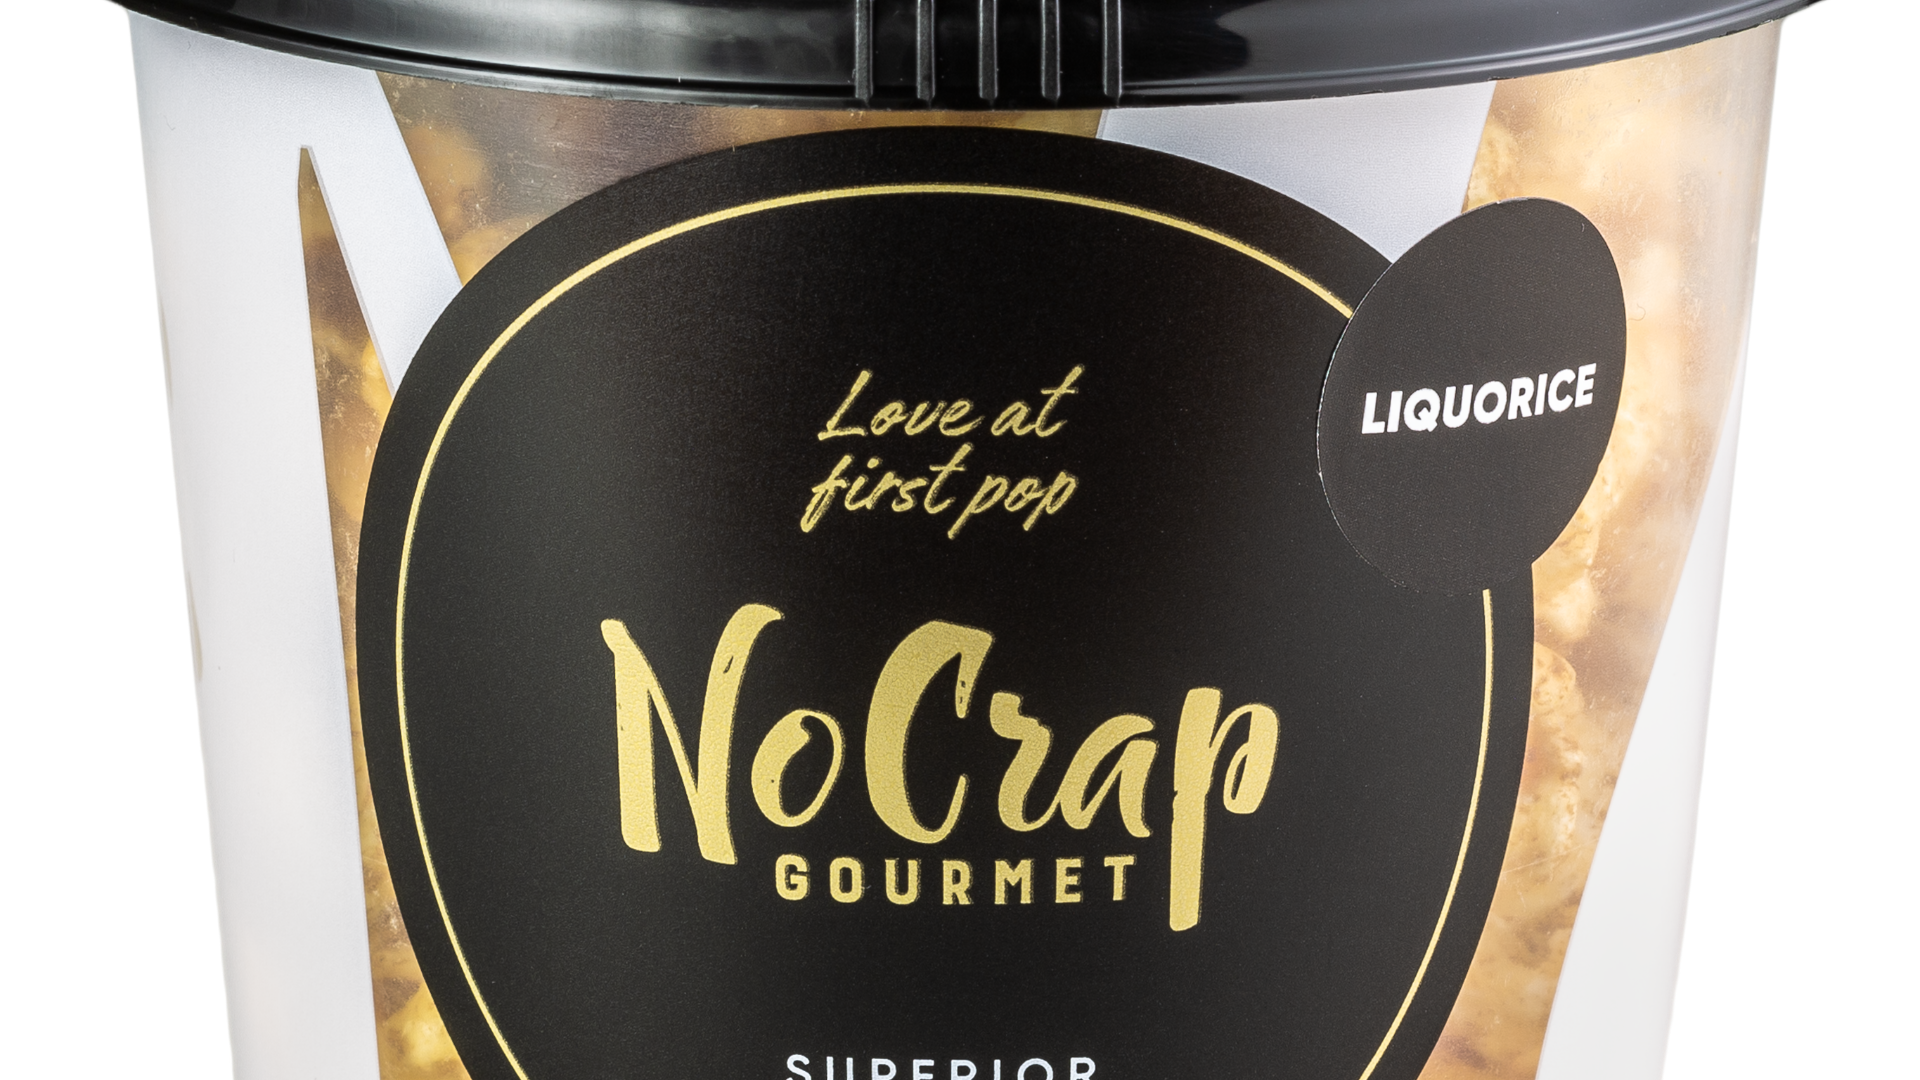 Love at
first pop
LIQUORICE
NoCrap
GOURMET
SUPERIOR